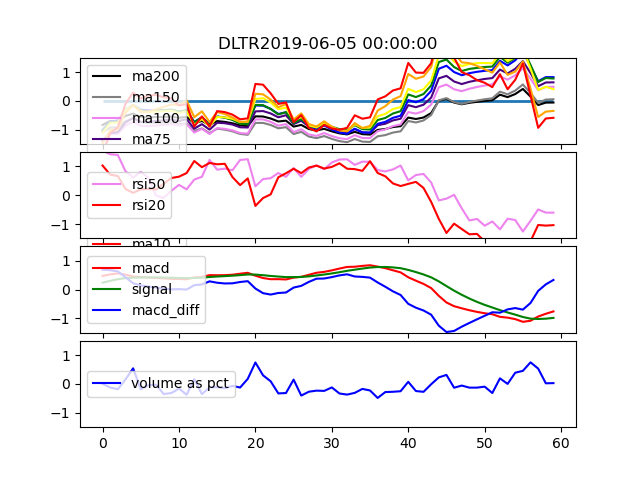 DLTR2019-06-05 00:00:00
1
0
−1
ma200
ma150
ma100
ma75
1
0
−1
rsi50
rsi20
ma10
1
0
−1
macd
signal
macd_diff
1
0
−1
volume as pct
0 10 20 30 40 50 60